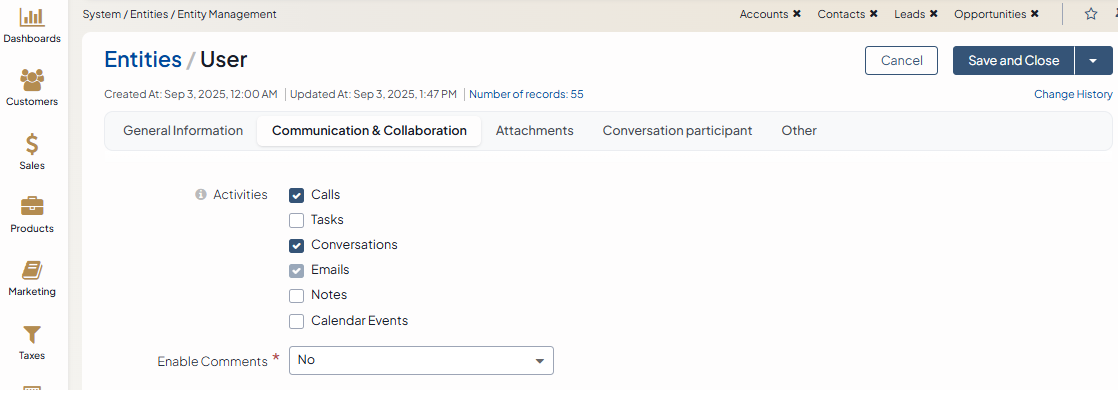 System / Entities / Entity Management
Accounts ✖ Contacts ✖ Leads ✖ Opportunities ✖
Dashboards
Customers
Sales
Products
Marketing
Taxes
Entities / User
Cancel
Save and Close
Created At: Sep 3, 2025, 12:00 AM | Updated At: Sep 3, 2025, 1:47 PM | Number of records: 55
Change History
General Information
Communication & Collaboration
Attachments
Conversation participant
Other
Activities
Calls
Tasks
Conversations
Emails
Notes
Calendar Events
Enable Comments *
No